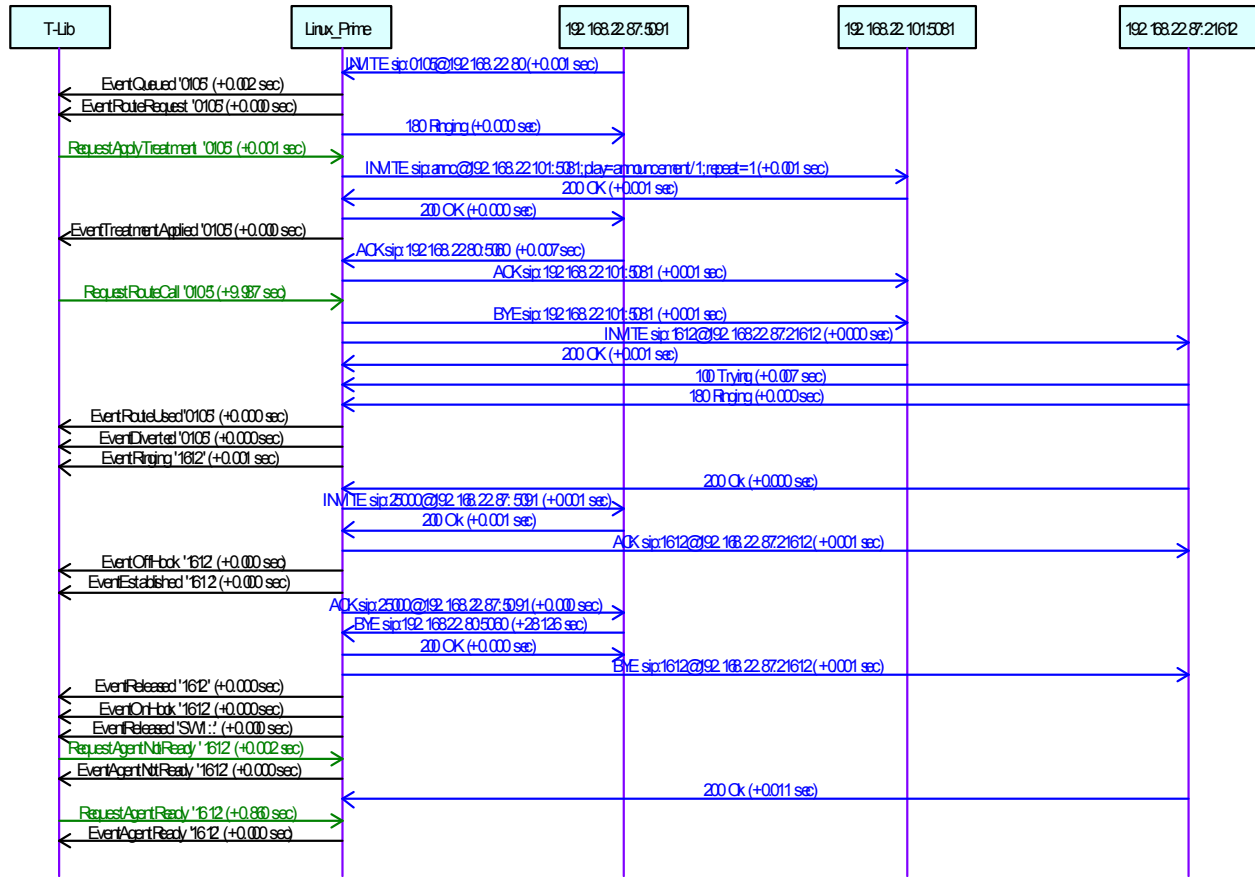 T-Lib
Linux_Prime
192.168.22.87:5091
192.168.22.101:5081
192.168.22.87:21612
INVITE sip:0105@192.168.22.80 (+0.001 sec)
EventQueued '0105' (+0.002 sec)
EventRouteRequest '0105' (+0.000 sec)
180 Ringing (+0.000 sec)
RequestApplyTreatment '0105' (+0.001 sec)
INVITE sip:annc@192.168.22.101:5081;play=announcement/1;repeat=1 (+0.001 sec)
200 OK (+0.001 sec)
200 OK (+0.000 sec)
EventTreatmentApplied '0105' (+0.000 sec)
ACK sip:192.168.22.80:5060 (+0.007 sec)
ACK sip:192.168.22.101:5081 (+0.001 sec)
RequestRouteCall '0105' (+9.987 sec)
BYE sip:192.168.22.101:5081 (+0.001 sec)
INVITE sip:1612@192.168.22.87:21612 (+0.000 sec)
200 OK (+0.001 sec)
100 Trying (+0.007 sec)
180 Ringing (+0.000 sec)
EventRouteUsed '0105' (+0.000 sec)
EventDiverted '0105' (+0.000 sec)
EventRinging '1612' (+0.001 sec)
200 Ok (+0.000 sec)
INVITE sip:25000@192.168.22.87:5091 (+0.001 sec)
200 Ok (+0.001 sec)
ACK sip:1612@192.168.22.87:21612 (+0.001 sec)
EventOffHook '1612' (+0.000 sec)
EventEstablished '1612' (+0.000 sec)
ACK sip:25000@192.168.22.87:5091 (+0.000 sec)
BYE sip:192.168.22.80:5060 (+28.126 sec)
200 OK (+0.000 sec)
BYE sip:1612@192.168.22.87:21612 (+0.001 sec)
EventReleased '1612' (+0.000 sec)
EventOnHook '1612' (+0.000 sec)
EventReleased 'SW1::' (+0.000 sec)
RequestAgentNotReady '1612' (+0.002 sec)
EventAgentNotReady '1612' (+0.000 sec)
200 Ok (+0.011 sec)
RequestAgentReady '1612' (+0.860 sec)
EventAgentReady '1612' (+0.000 sec)